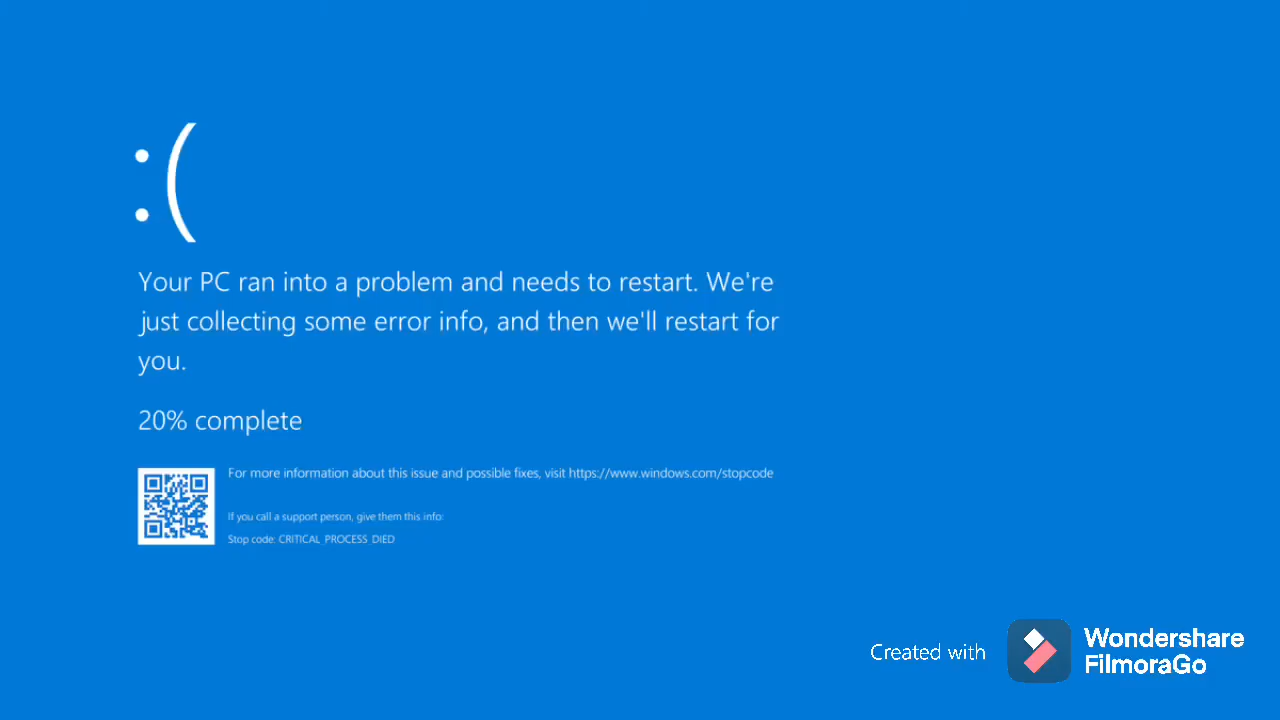 :(
Your PC ran into a problem and needs to restart. We're
just collecting some error info, and then we'll restart for
you.
20% complete
For more information about this issue and possible fixes, visit https://www.windows.com/stopcode
If you call a support person, give them this info:
Stop code: CRITICAL_PROCESS_DIED
Created with
Wondershare
FilmoraGo